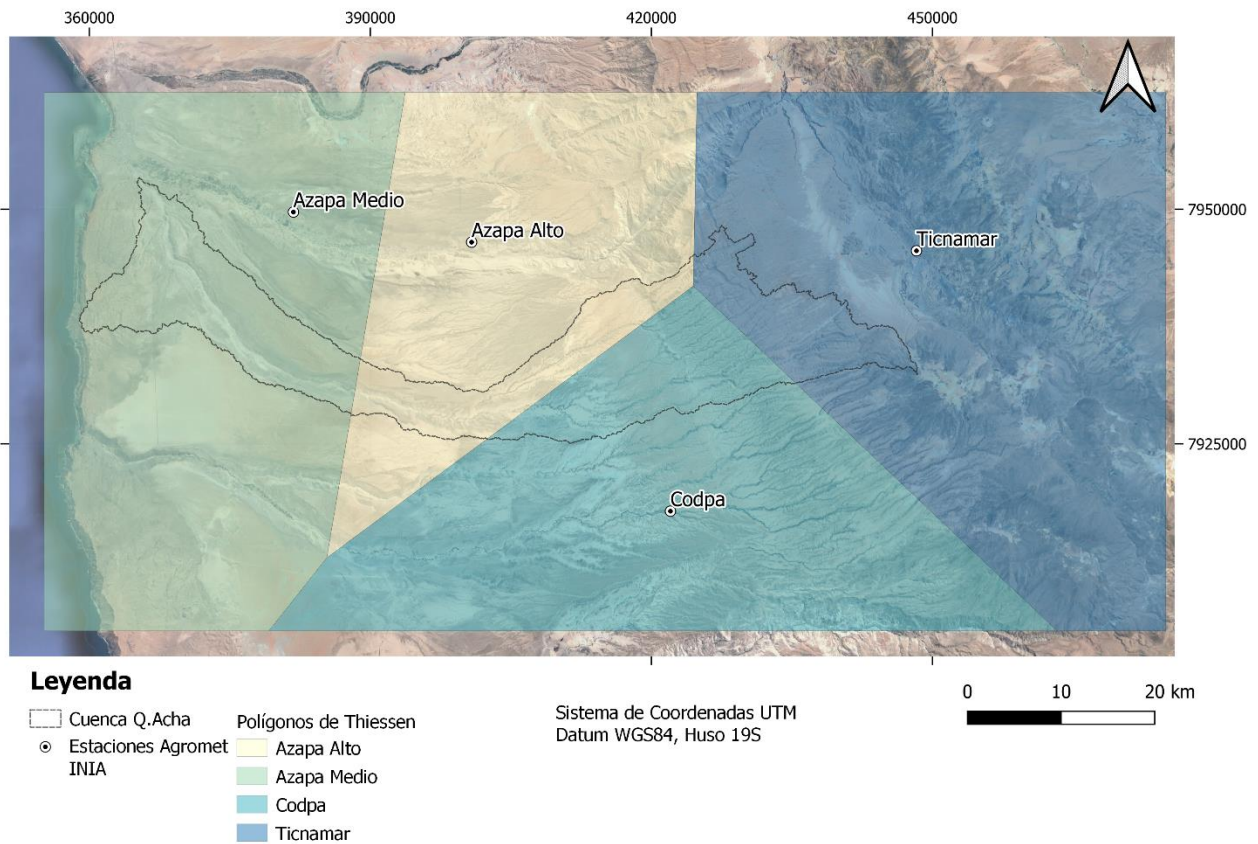 360000
390000
420000
450000
Azapa Medio
Azapa Alto
Ticnamar
7950000
7925000
Codpa
Leyenda
Cuenca Q.Acha
Estaciones Agromet
INIA
Polígonos de Thiessen
Azapa Alto
Azapa Medio
Codpa
Ticnamar
Sistema de Coordenadas UTM
Datum WGS84, Huso 19S
0 10 20 km